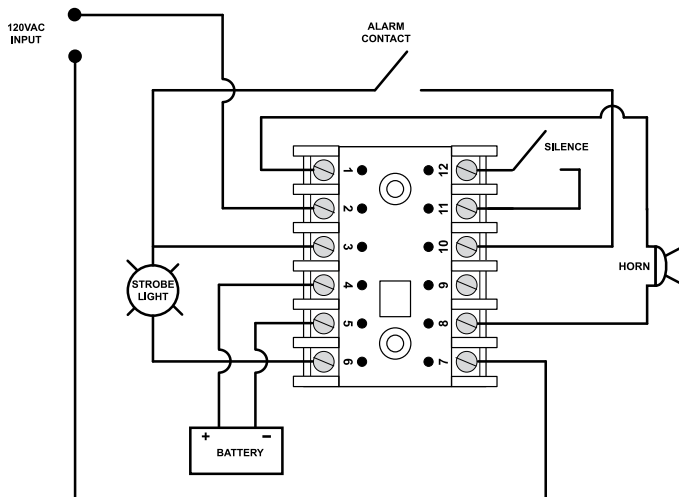 120VAC
INPUT
ALARM
CONTACT
SILENCE
1
2
3
4
5
6
12
11
10
9
8
7
STROBE
LIGHT
HORN
+ −
BATTERY